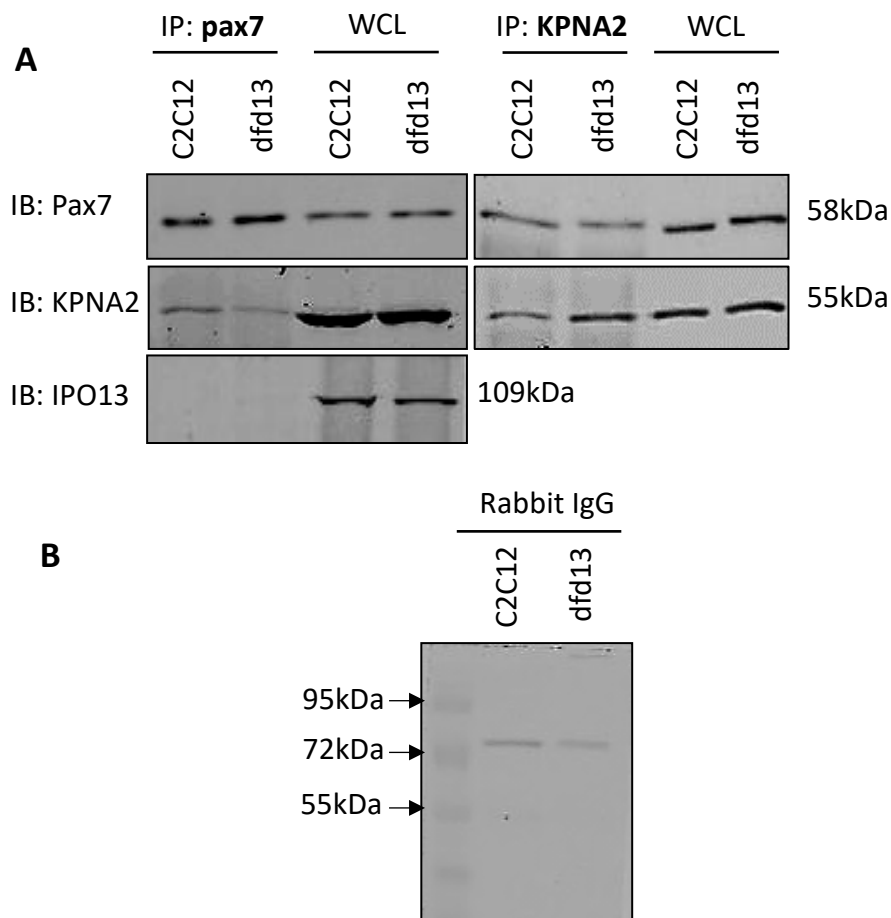 A
IP: pax7 WCL IP: KPNA2 WCL
C2C12 dfd13 C2C12 dfd13 C2C12 dfd13 C2C12 dfd13
IB: Pax7 58kDa
IB: KPNA2 55kDa
IB: IPO13 109kDa
B
Rabbit IgG
C2C12 dfd13
95kDa
72kDa
55kDa